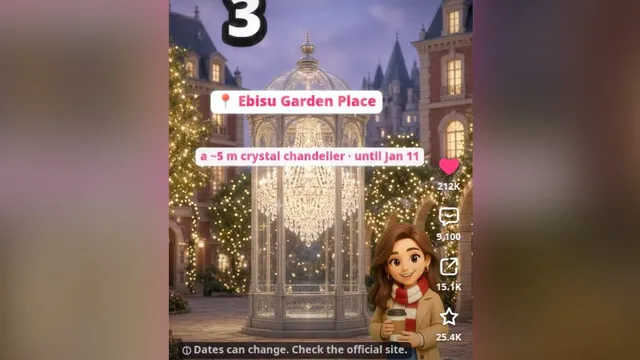 3
📍 Ebisu Garden Place
a ~5 m crystal chandelier · until Jan 11
212K
9,100
15.1K
25.4K
ⓘ Dates can change. Check the official site.